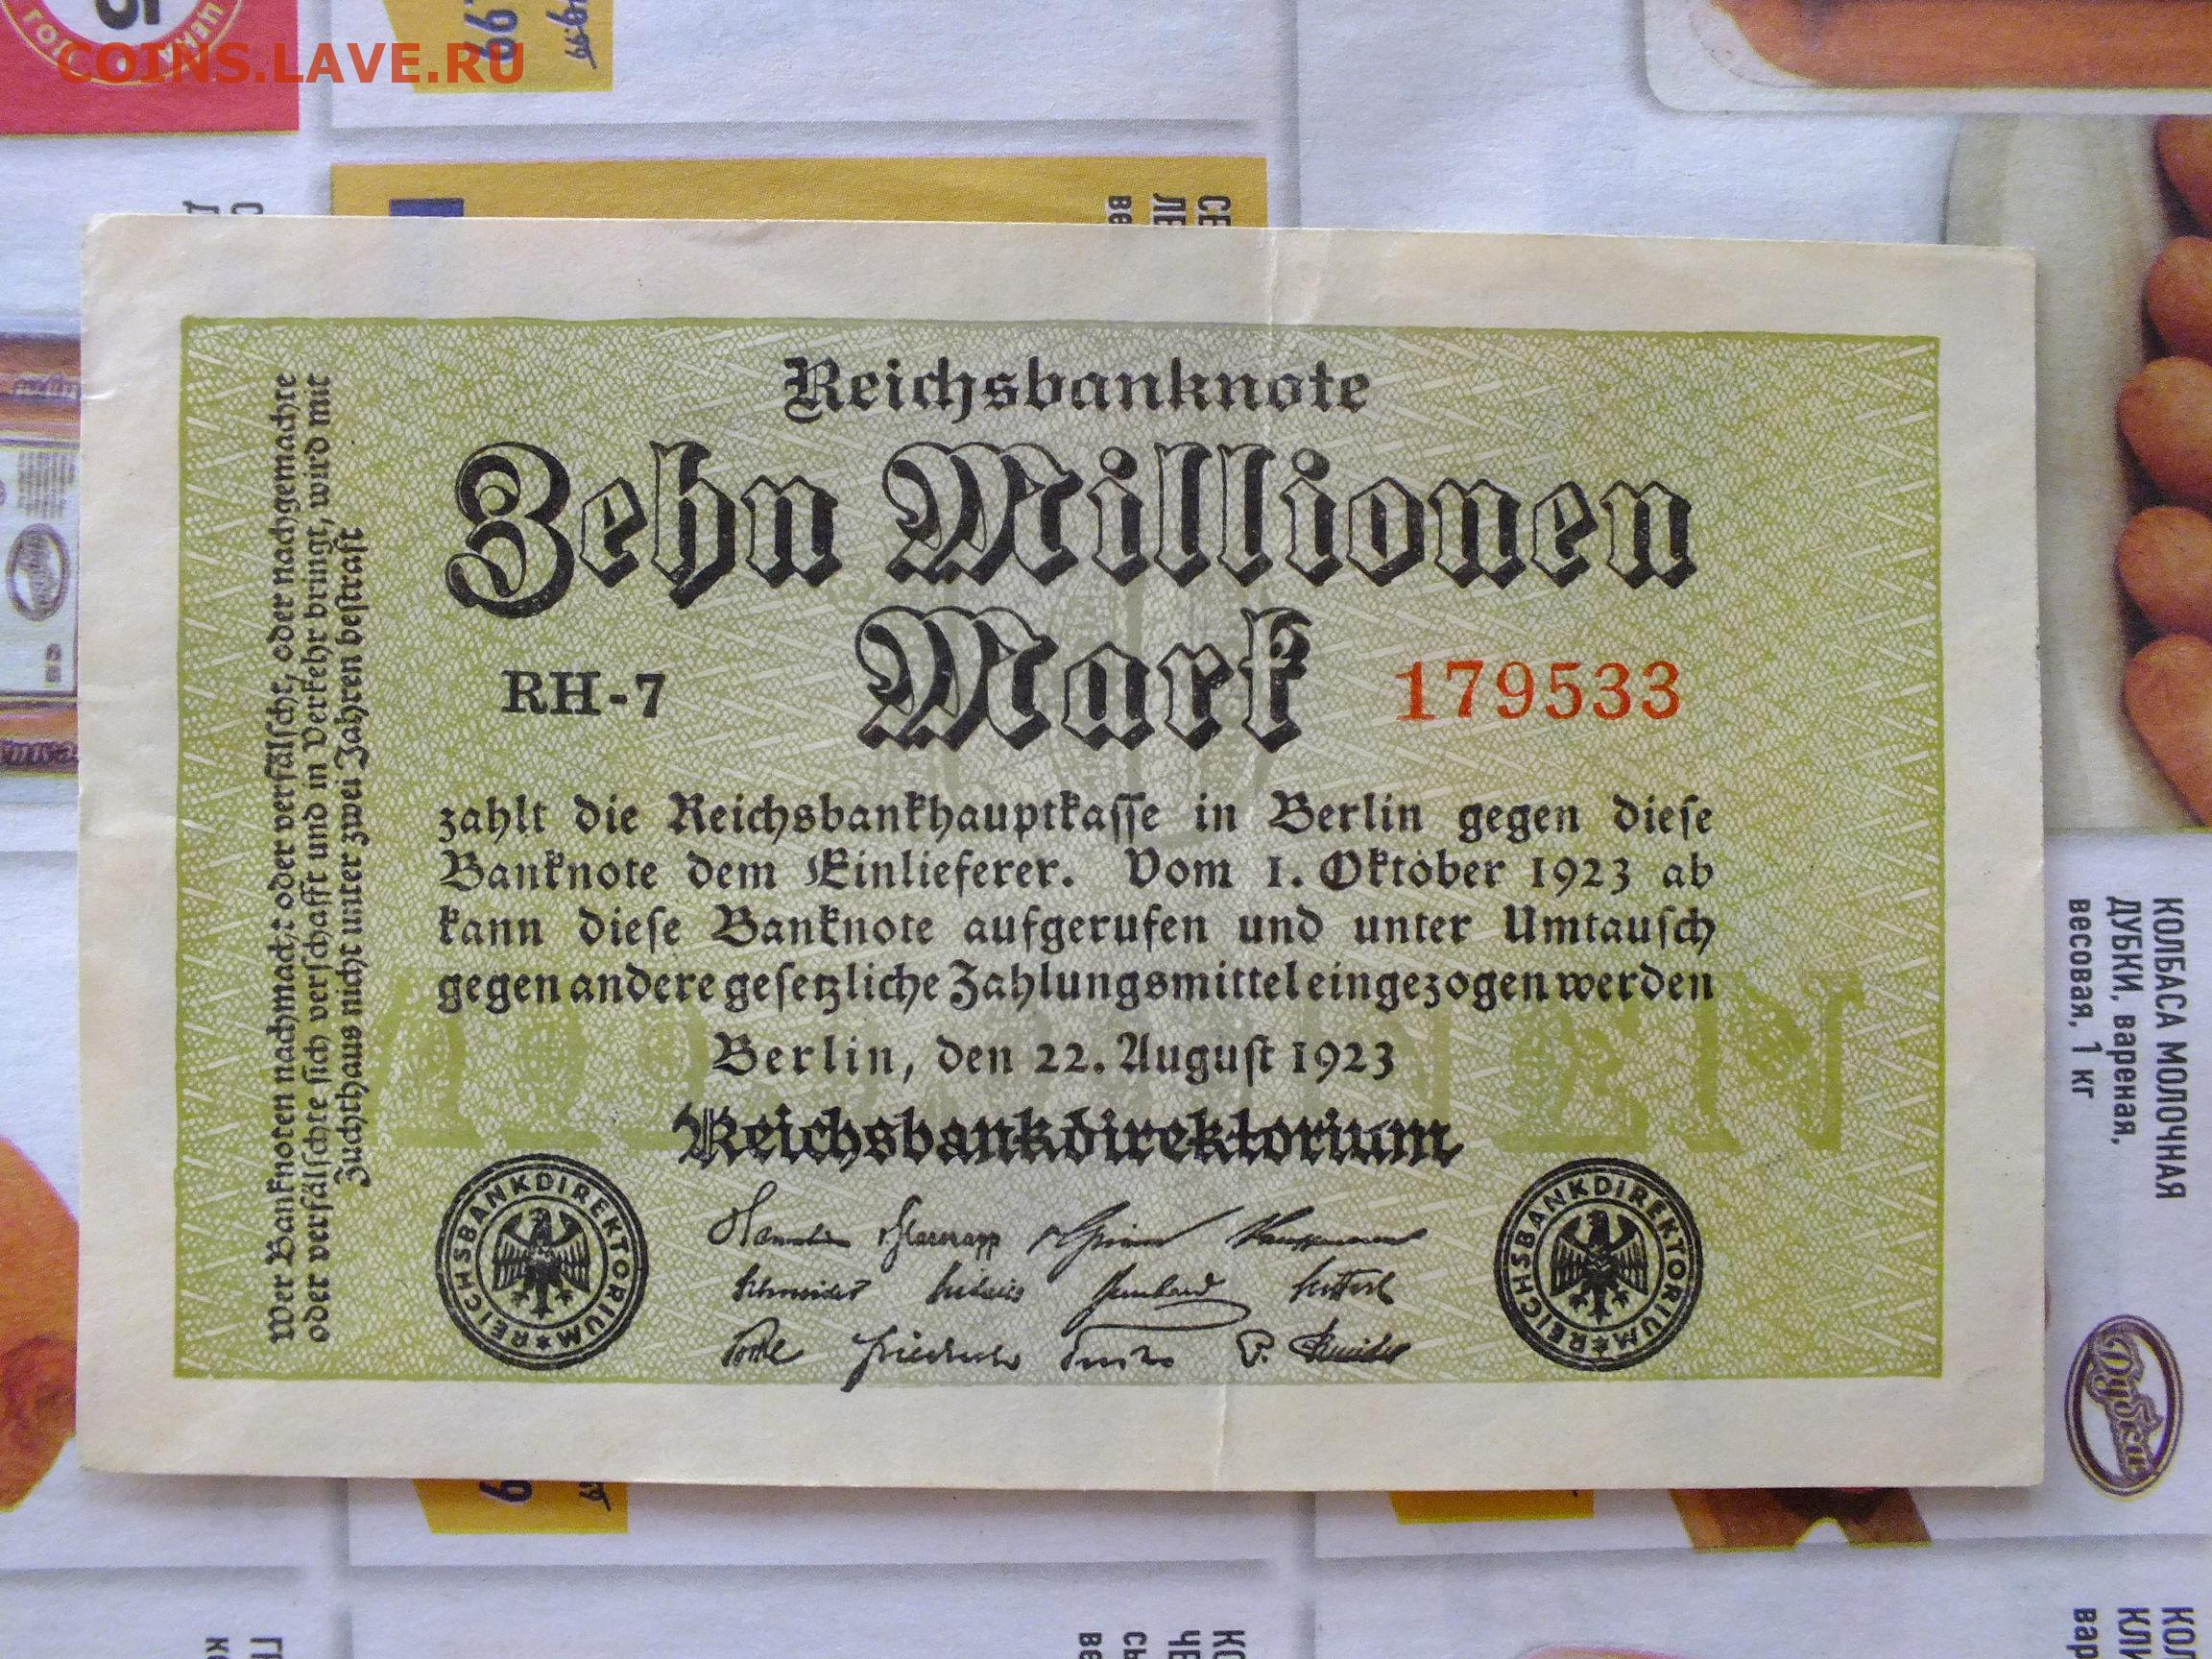 COINS.LAVE.RU
.99
Reichsbanknote
Zehn Millionen
Mark
RH-7
179533
zahlt die Reichsbankhauptkasse in Berlin gegen diese
Banknote dem Einlieferer. Vom 1. Oktober 1923 ab
kann diese Banknote aufgerufen und unter Umtausch
gegen andere gesetzliche Zahlungsmittel eingezogen werden
Berlin, den 22. August 1923
Reichsbankdirektorium
REICHSBANKDIREKTORIUM
REICHSBANKDIREKTORIUM
Wer Banknoten nachmacht oder verfälscht, oder nachgemachte
oder verfälschte sich verschafft und in Verkehr bringt, wird mit
Zuchthaus nicht unter zwei Jahren bestraft
КОЛБАСА МОЛОЧНАЯ
ДУБКИ, вареная,
весовая, 1 кг
Дубки